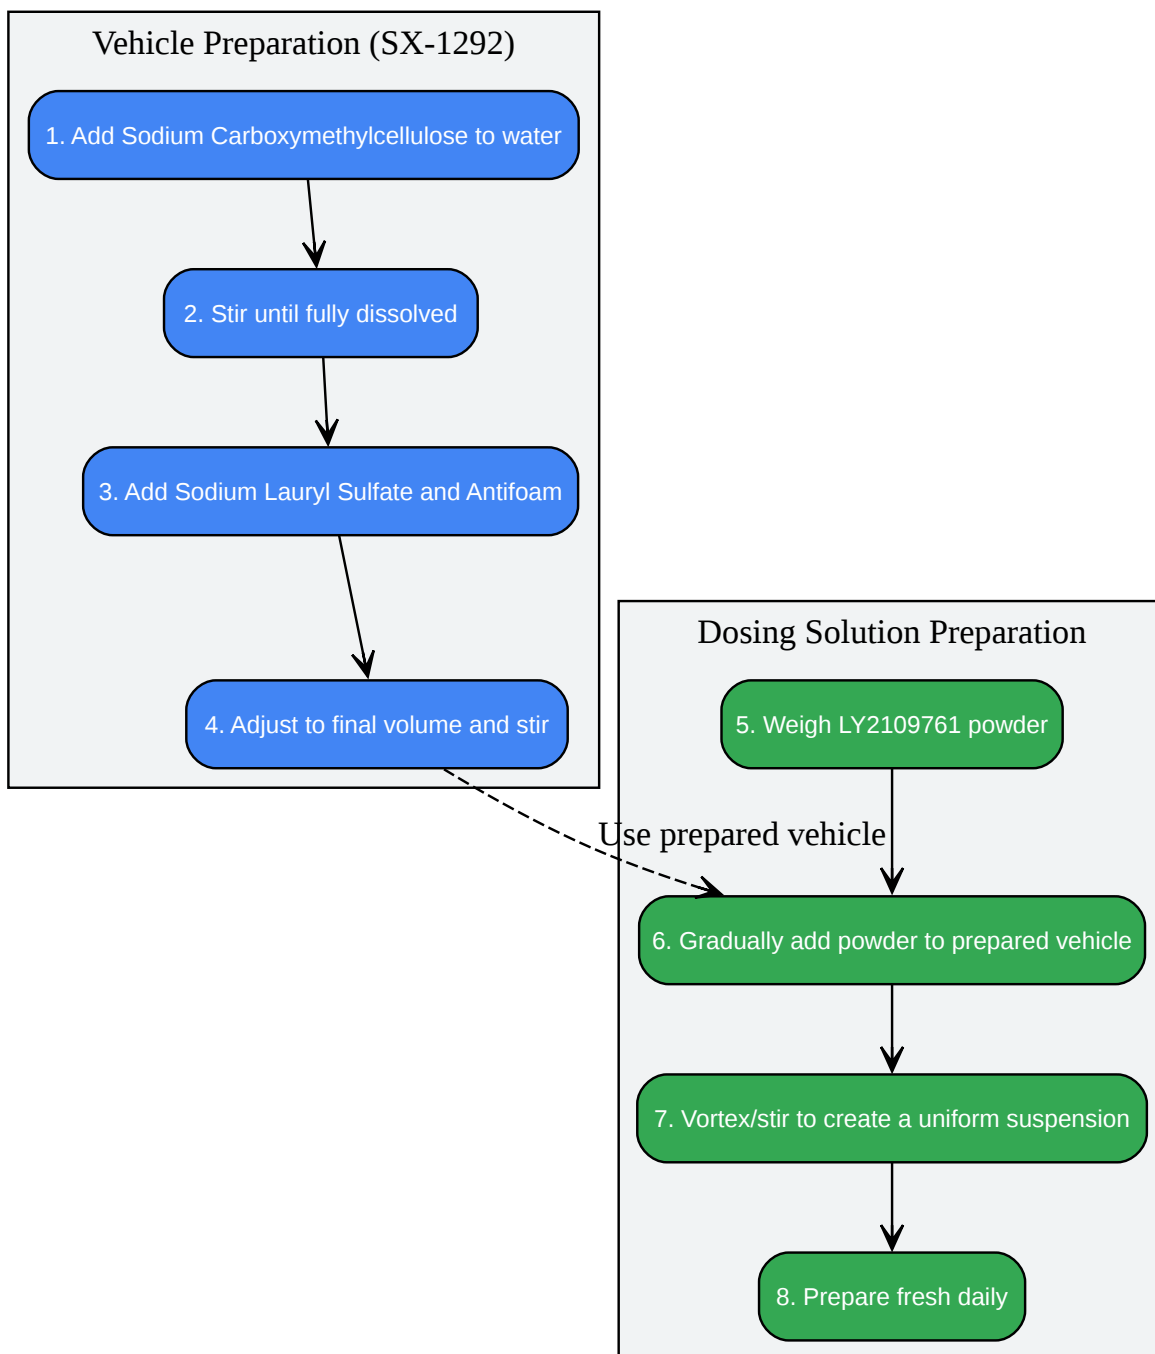 Vehicle Preparation (SX-1292)
1. Add Sodium Carboxymethylcellulose to water
2. Stir until fully dissolved
3. Add Sodium Lauryl Sulfate and Antifoam
4. Adjust to final volume and stir
Dosing Solution Preparation
5. Weigh LY2109761 powder
Use prepared vehicle
6. Gradually add powder to prepared vehicle
7. Vortex/stir to create a uniform suspension
8. Prepare fresh daily